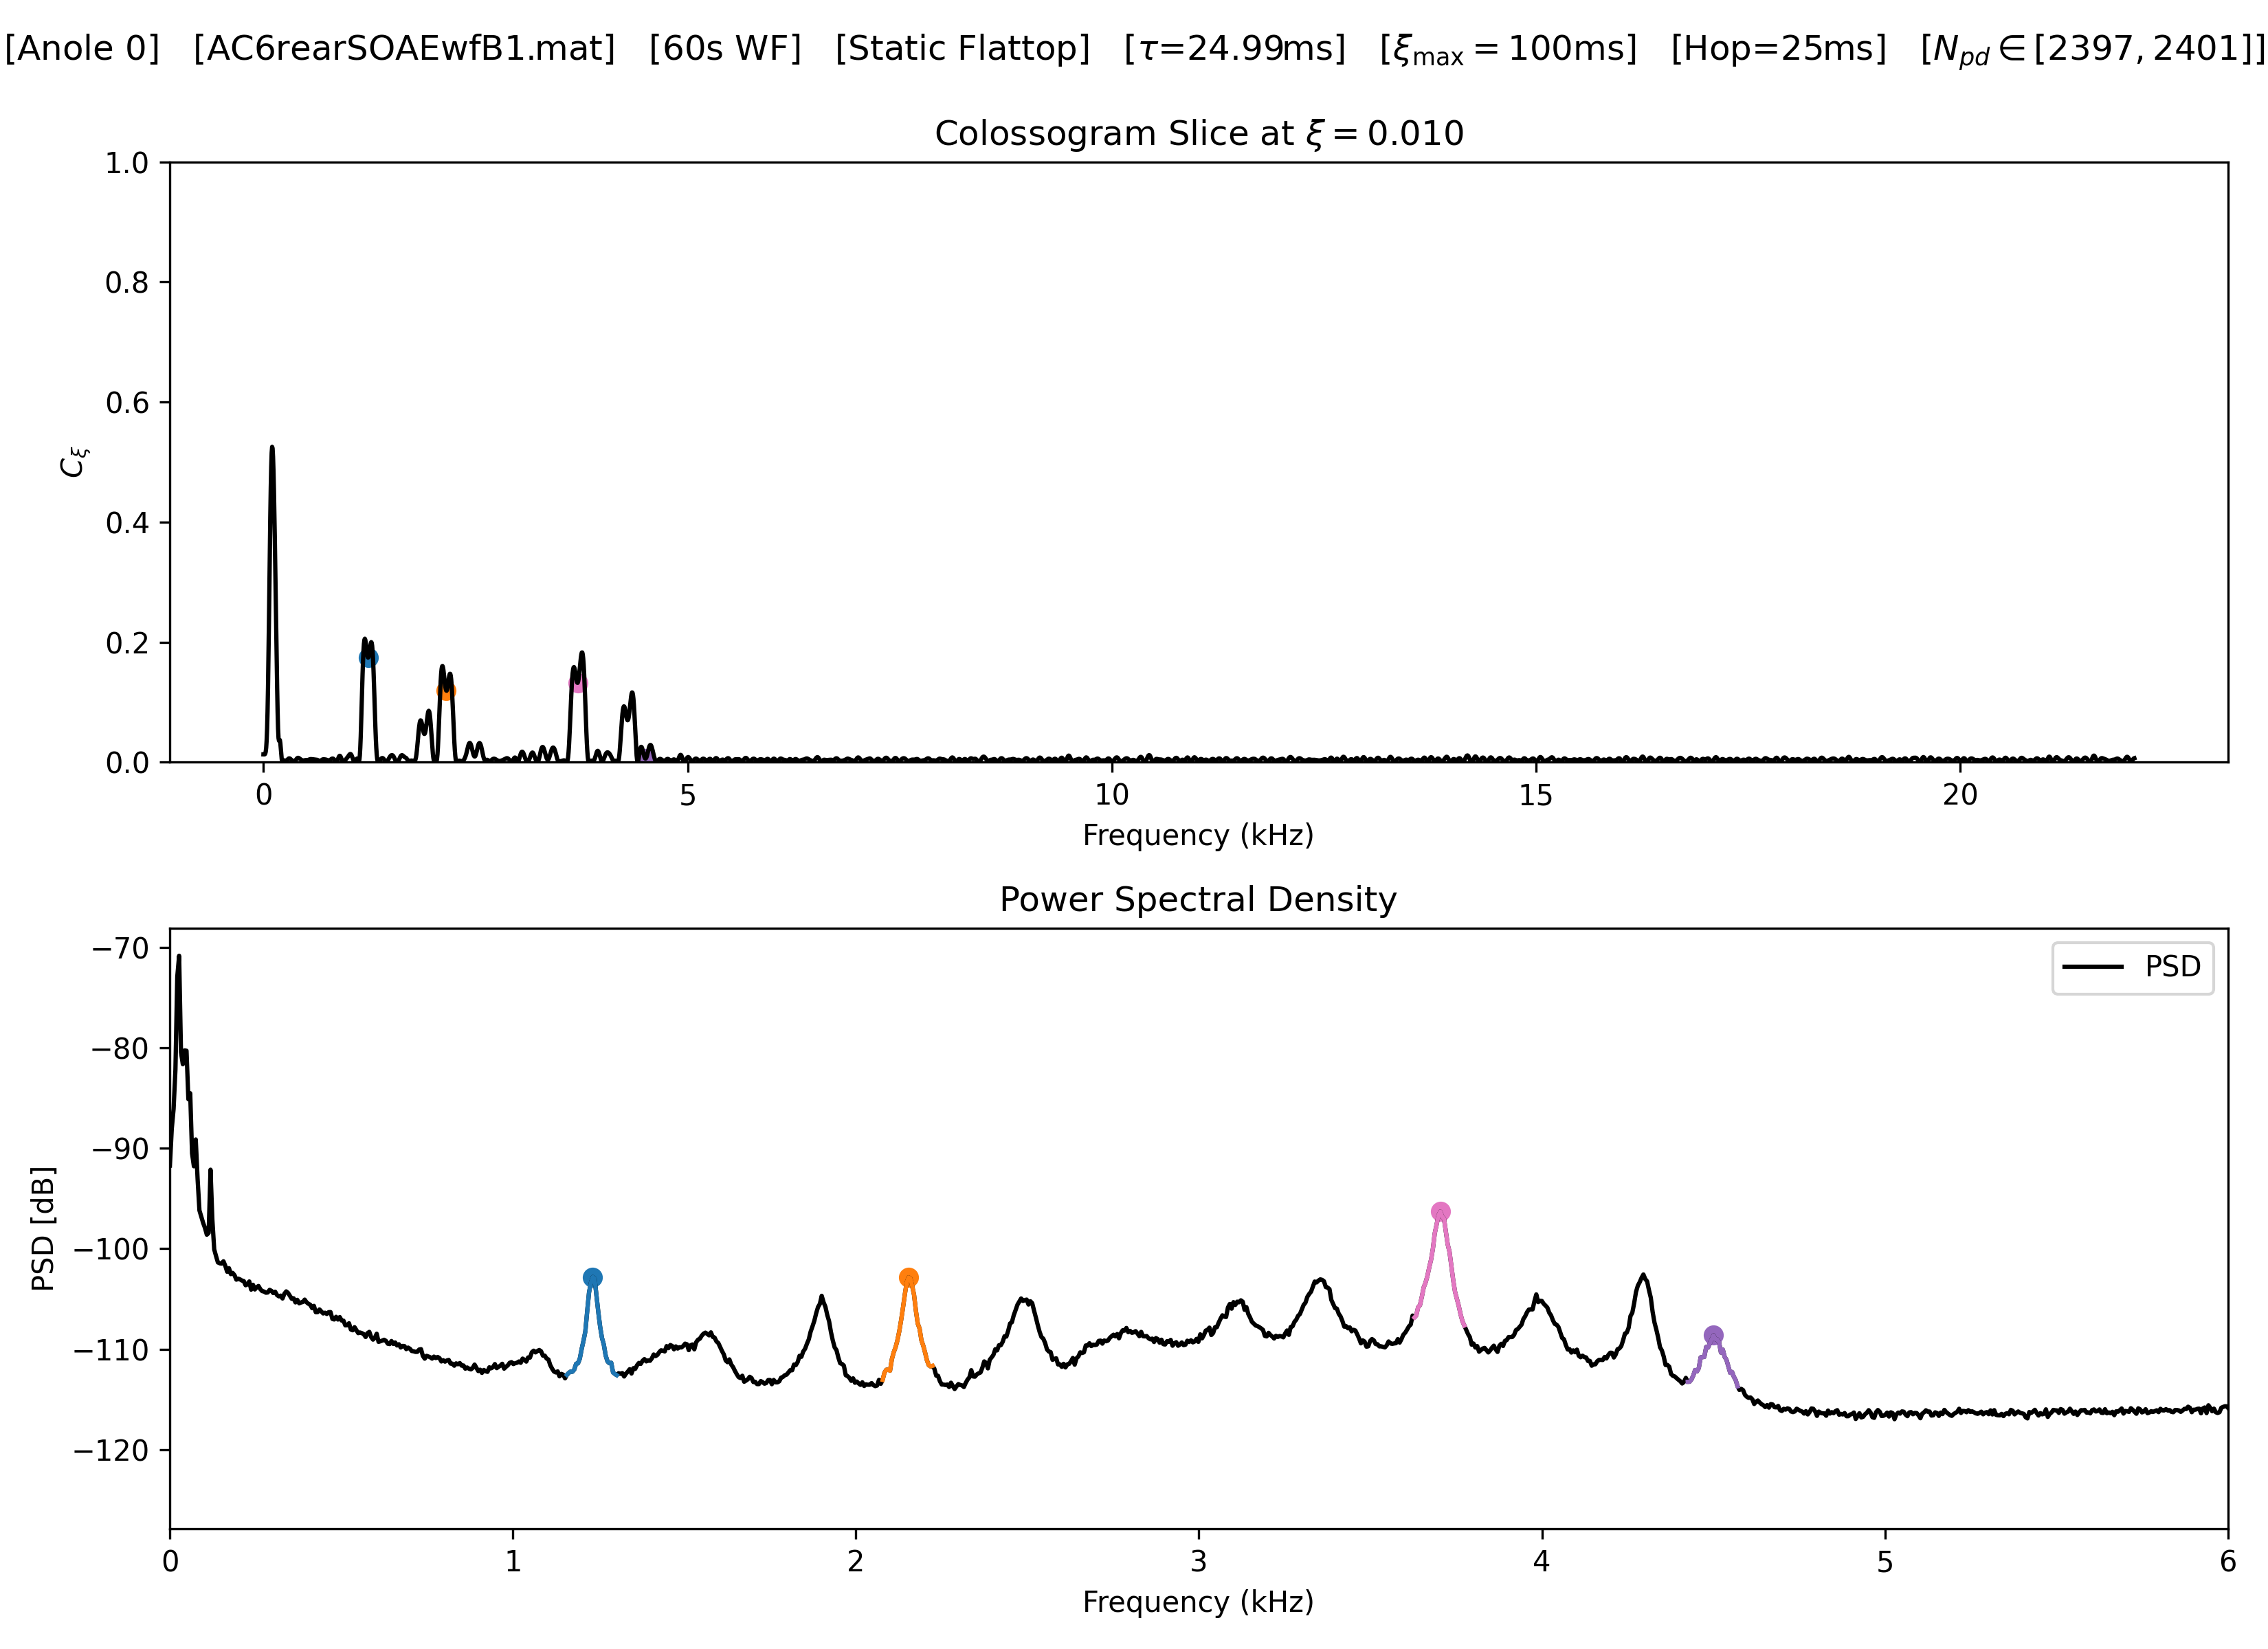 [Anole 0] [AC6rearSOAEwfB1.mat] [60s WF] [Static Flattop] [τ=24.99ms] [ξmax = 100ms] [Hop=25ms] [Npd ∈ [2397, 2401]]
Colossogram Slice at ξ = 0.010
1.0
0.8
0.6
0.4
0.2
0.0
Cξ
0 5 10 15 20
Frequency (kHz)
Power Spectral Density
−70
−80
−90
−100
−110
−120
PSD [dB]
PSD
0 1 2 3 4 5 6
Frequency (kHz)